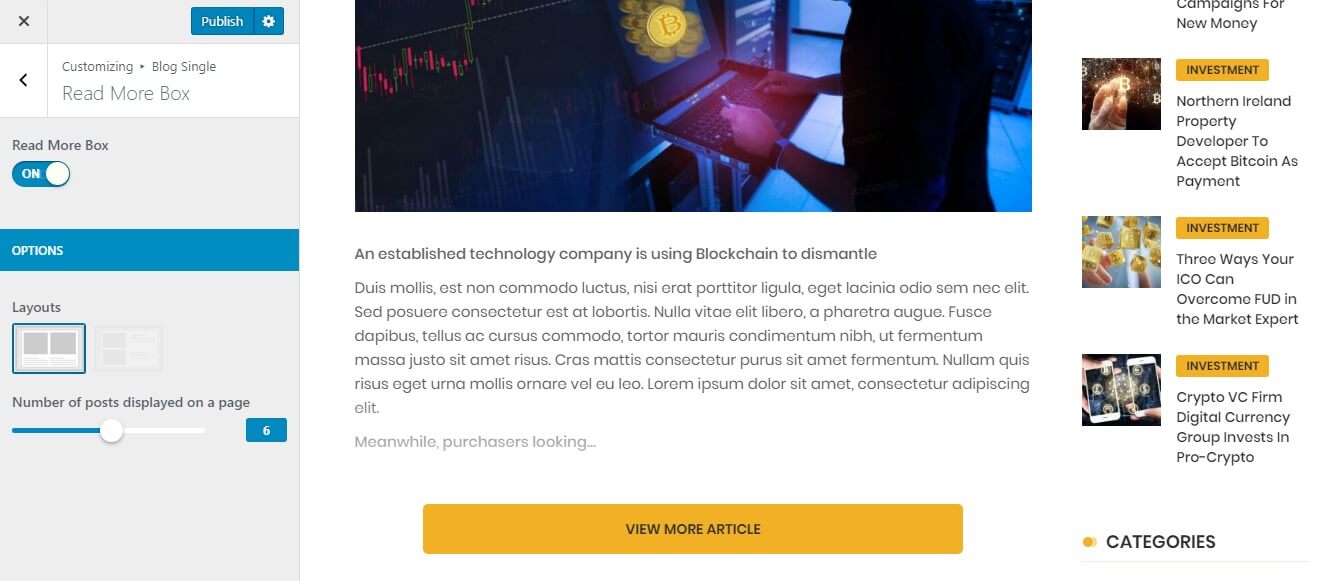 Publish
Customizing ▸ Blog Single
Read More Box
Read More Box
ON
OPTIONS
Layouts
Number of posts displayed on a page
6
An established technology company is using Blockchain to dismantle
Duis mollis, est non commodo luctus, nisi erat porttitor ligula, eget lacinia odio sem nec elit.
Sed posuere consectetur est at lobortis. Nulla vitae elit libero, a pharetra augue. Fusce
dapibus, tellus ac cursus commodo, tortor mauris condimentum nibh, ut fermentum
massa justo sit amet risus. Cras mattis consectetur purus sit amet fermentum. Nullam quis
risus eget urna mollis ornare vel eu leo. Lorem ipsum dolor sit amet, consectetur adipiscing
elit.
Meanwhile, purchasers looking...
VIEW MORE ARTICLE
Campaigns For
New Money
INVESTMENT
Northern Ireland
Property
Developer To
Accept Bitcoin As
Payment
INVESTMENT
Three Ways Your
ICO Can
Overcome FUD in
the Market Expert
INVESTMENT
Crypto VC Firm
Digital Currency
Group Invests In
Pro-Crypto
CATEGORIES